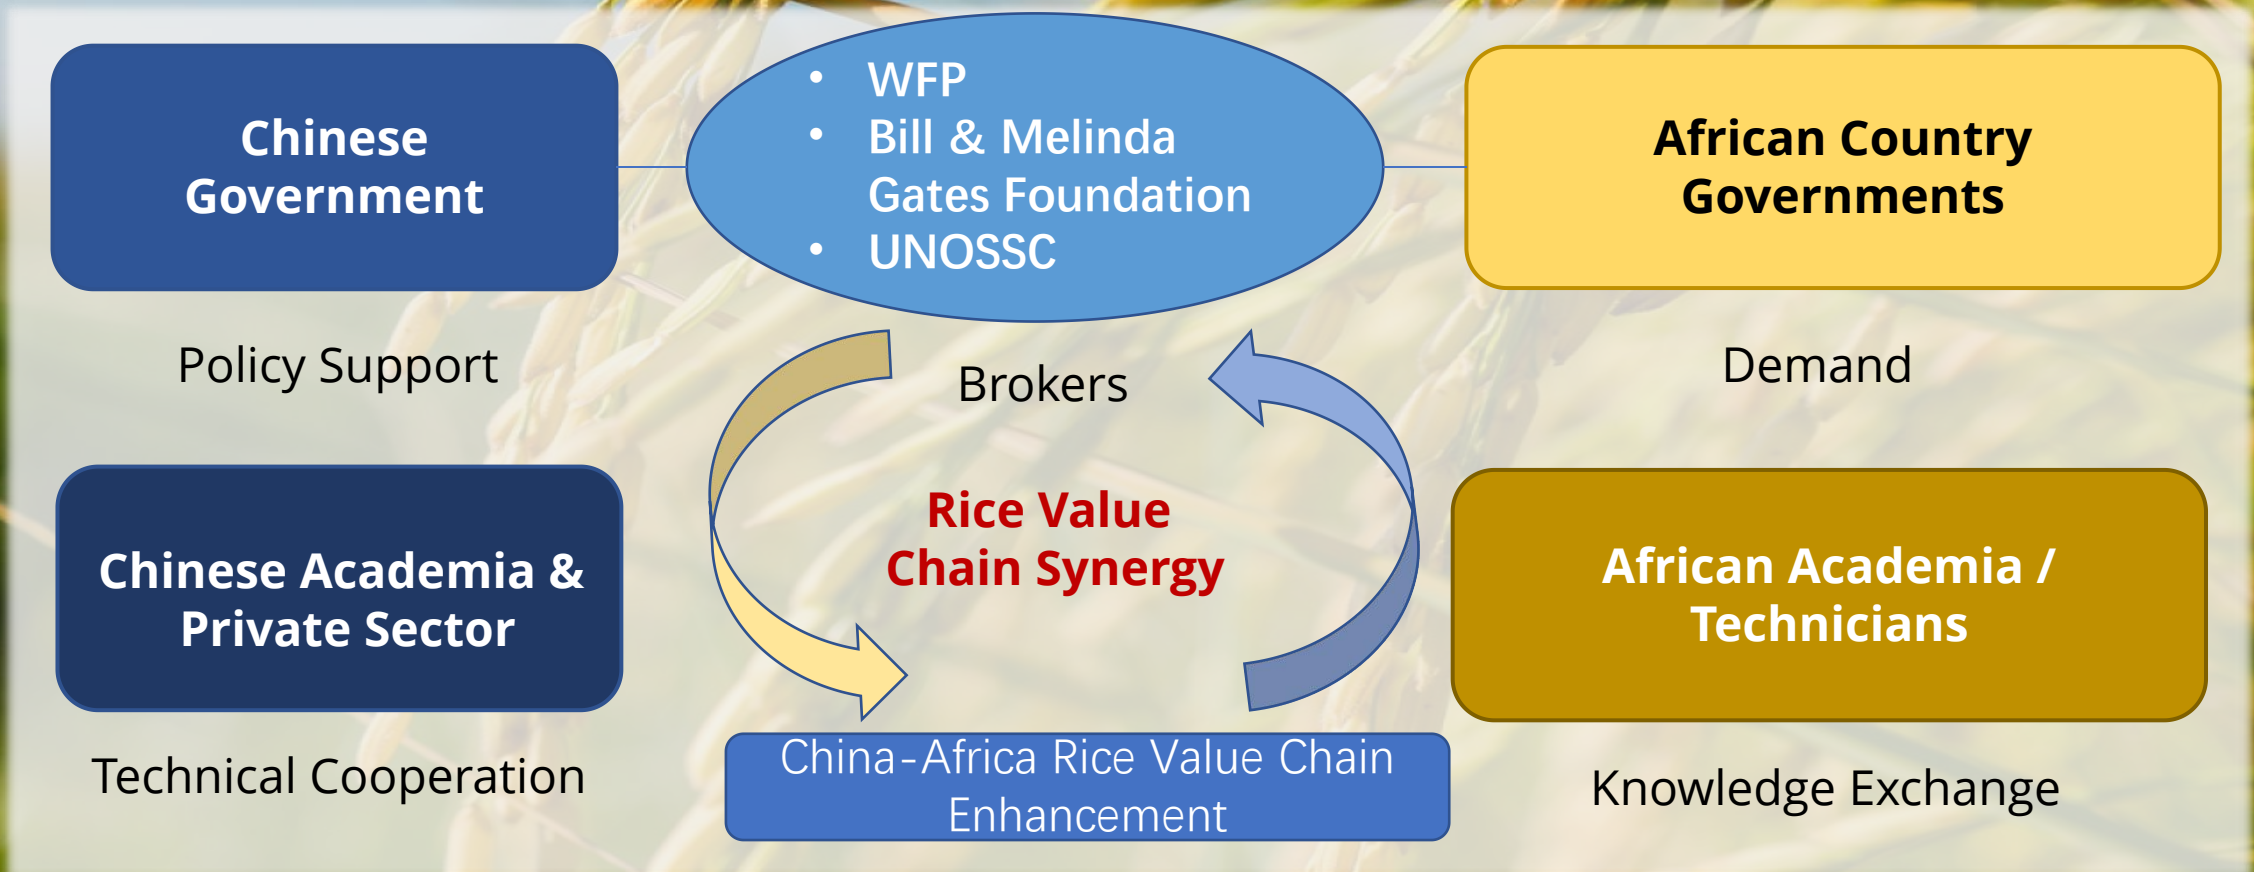 Chinese
Government
• WFP
• Bill & Melinda
Gates Foundation
• UNOSSC
African Country
Governments
Policy Support
Brokers
Demand
Rice Value
Chain Synergy
Chinese Academia &
Private Sector
African Academia /
Technicians
Technical Cooperation
China-Africa Rice Value Chain
Enhancement
Knowledge Exchange